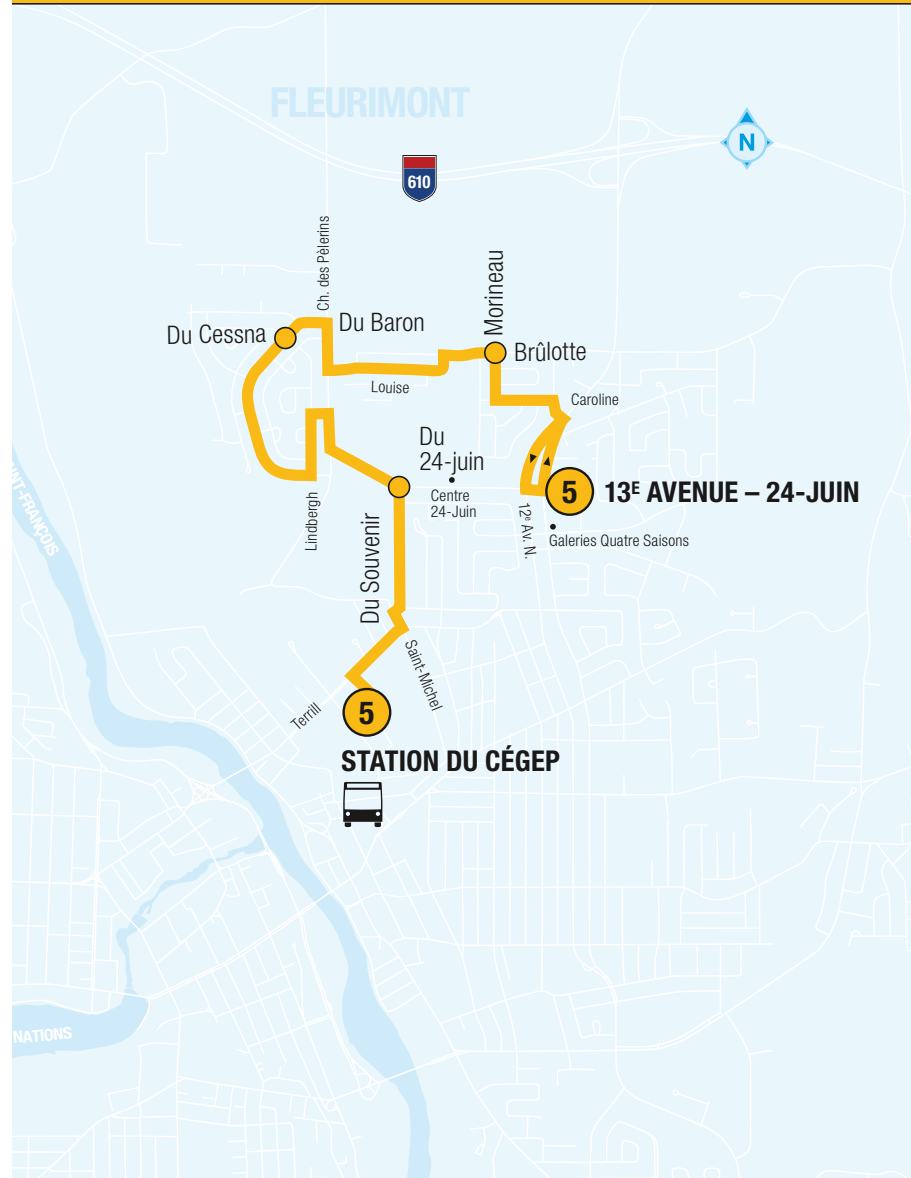 FLEURIMONT
N
610
Ch. des Pèlerins
Morineau
Du Cessna
Du Baron
Brûlotte
Louise
Caroline
Du
24-juin
Centre
24-Juin
5
13E AVENUE – 24-JUIN
12e Av. N.
Galeries Quatre Saisons
Lindbergh
Du Souvenir
Saint-Michel
Terrill
5
STATION DU CÉGEP
INT-FRANÇOIS
NATIONS